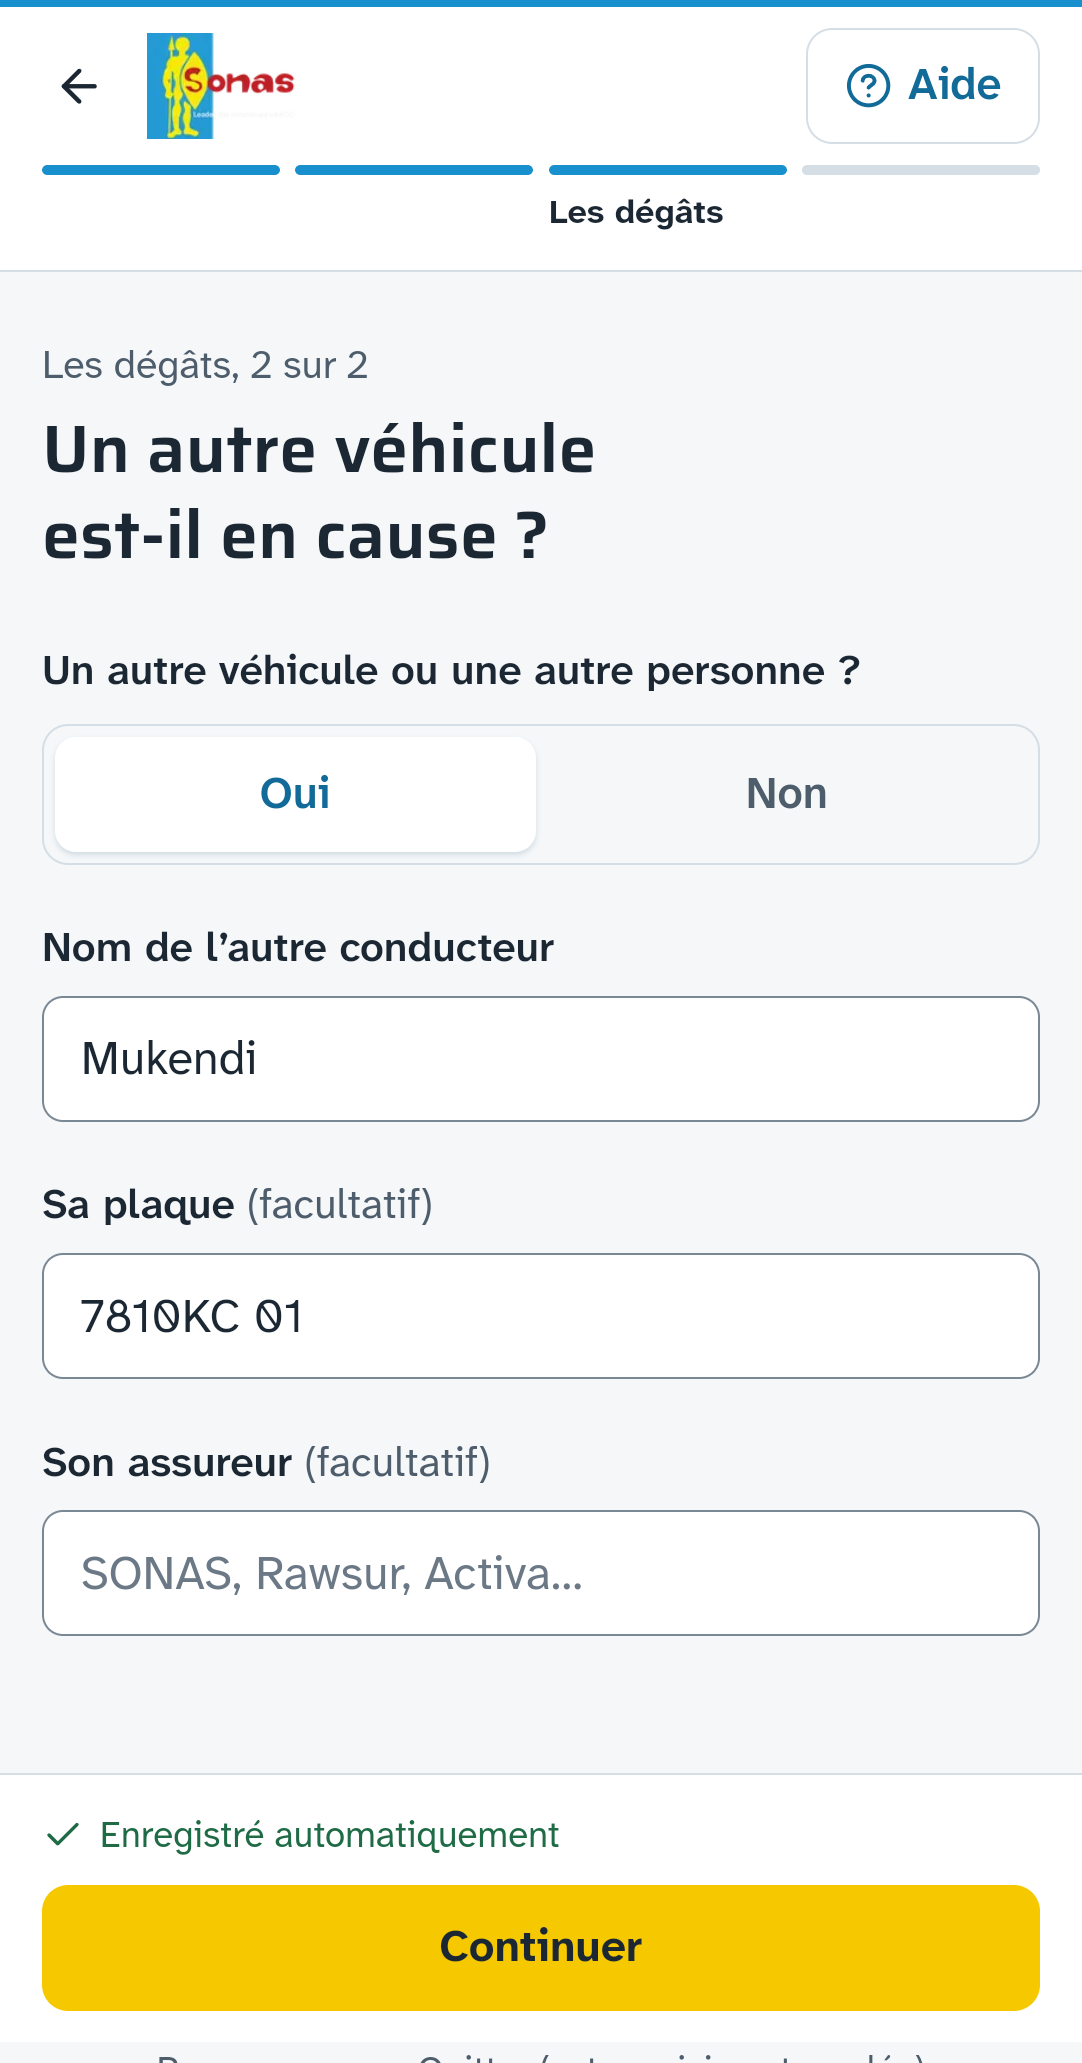 Sonas
Aide
Les dégâts
Les dégâts, 2 sur 2
Un autre véhicule
est-il en cause ?
Un autre véhicule ou une autre personne ?
Oui
Non
Nom de l’autre conducteur
Mukendi
Sa plaque (facultatif)
7810KC 01
Son assureur (facultatif)
SONAS, Rawsur, Activa...
Enregistré automatiquement
Continuer